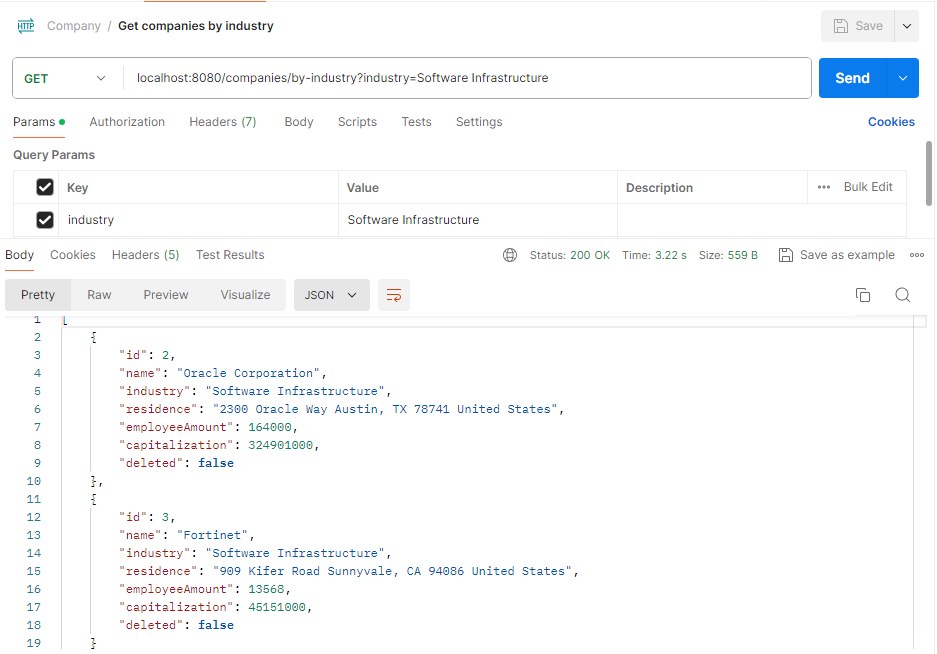 HTTP Company / Get companies by industry Save
GET localhost:8080/companies/by-industry?industry=Software Infrastructure Send
Params Authorization Headers (7) Body Scripts Tests Settings Cookies
Query Params
Key Value Description ••• Bulk Edit
industry Software Infrastructure
Body Cookies Headers (5) Test Results Status: 200 OK Time: 3.22 s Size: 559 B Save as example •••
Pretty Raw Preview Visualize JSON
1 [
2 {
3 "id": 2,
4 "name": "Oracle Corporation",
5 "industry": "Software Infrastructure",
6 "residence": "2300 Oracle Way Austin, TX 78741 United States",
7 "employeeAmount": 164000,
8 "capitalization": 324901000,
9 "deleted": false
10 },
11 {
12 "id": 3,
13 "name": "Fortinet",
14 "industry": "Software Infrastructure",
15 "residence": "909 Kifer Road Sunnyvale, CA 94086 United States",
16 "employeeAmount": 13568,
17 "capitalization": 45151000,
18 "deleted": false
19 }